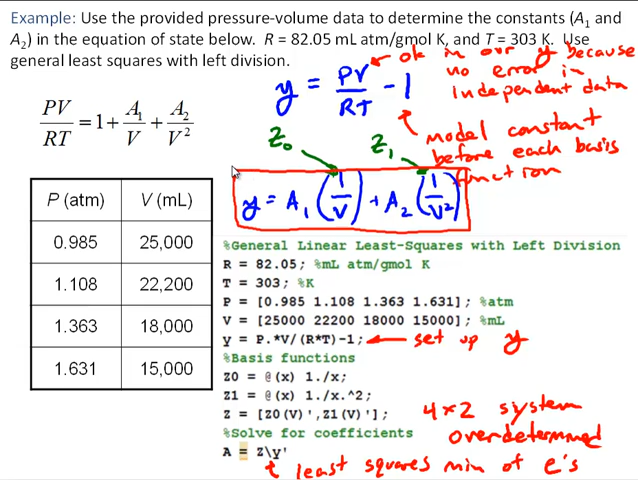 Example: Use the provided pressure-volume data to determine the constants (A₁ and
A₂) in the equation of state below. R = 82.05 mL atm/gmol K, and T = 303 K. Use
general least squares with left division.
ok in our y because
no error in
independent data
y = PV/RT - 1
PV/RT = 1 + A₁/V + A₂/V²
model constant
before each basis
function
Z₀
Z₁
y = A₁ (1/V) + A₂ (1/V²)
P (atm) V (mL)
0.985 25,000
1.108 22,200
1.363 18,000
1.631 15,000
%General Linear Least-Squares with Left Division
R = 82.05; %mL atm/gmol K
T = 303; %K
P = [0.985 1.108 1.363 1.631]; %atm
V = [25000 22200 18000 15000]; %mL
y = P.*V/(R*T)-1; set up y
%Basis functions
Z0 = @(x) 1./x;
Z1 = @(x) 1./x.^2;
Z = [Z0(V)',Z1(V)'];
4x2 system
overdetermined
%Solve for coefficients
A = Z\y'
least squares min of e's